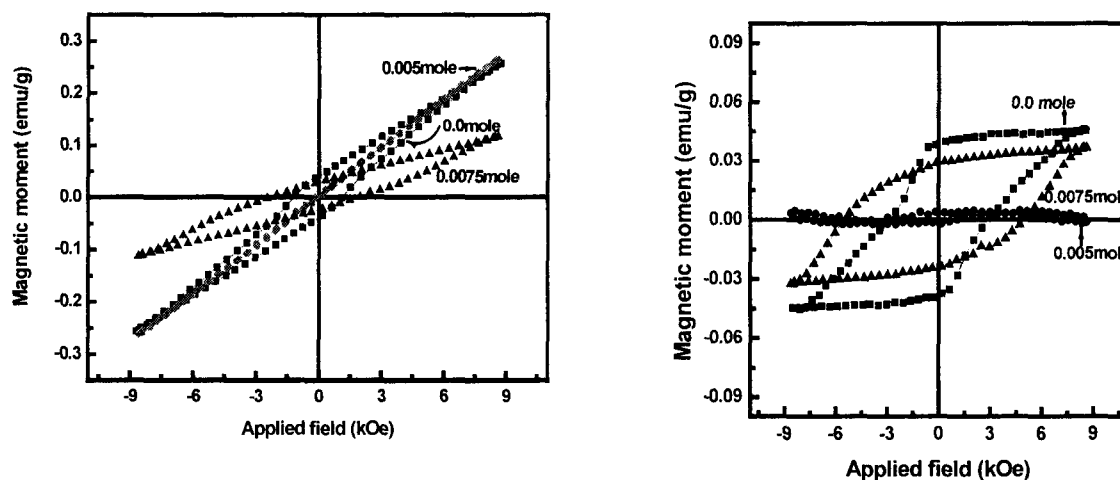 0.3
0.2
0.1
0.0
-0.1
-0.2
-0.3
Magnetic moment (emu/g)
0.005mole
0.0mole
0.0075mole
-9 -6 -3 0 3 6 9
Applied field (kOe)
0.09
0.06
0.03
0.00
-0.03
-0.06
-0.09
Magnetic moment (emu/g)
0.0 mole
0.0075mole
0.005mol
-9 -6 -3 0 3 6 9
Applied field (kOe)